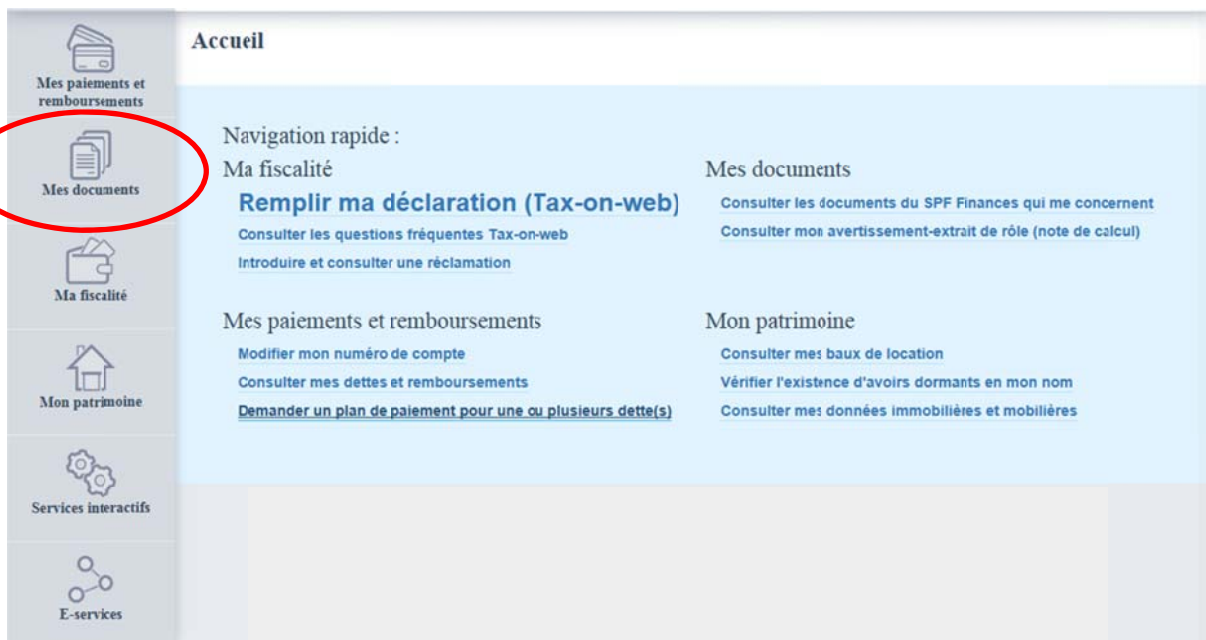 Mes paiements et
remboursements
Mes documents
Ma fiscalité
Mon patrimoine
Services interactifs
E-services
Accueil
Navigation rapide :
Ma fiscalité
Remplir ma déclaration (Tax-on-web)
Consulter les questions fréquentes Tax-on-web
Introduire et consulter une réclamation
Mes documents
Consulter les documents du SPF Finances qui me concernent
Consulter mon avertissement-extrait de rôle (note de calcul)
Mes paiements et remboursements
Modifier mon numéro de compte
Consulter mes dettes et remboursements
Demander un plan de paiement pour une ou plusieurs dette(s)
Mon patrimoine
Consulter mes baux de location
Vérifier l'existence d'avoirs dormants en mon nom
Consulter mes données immobilières et mobilières